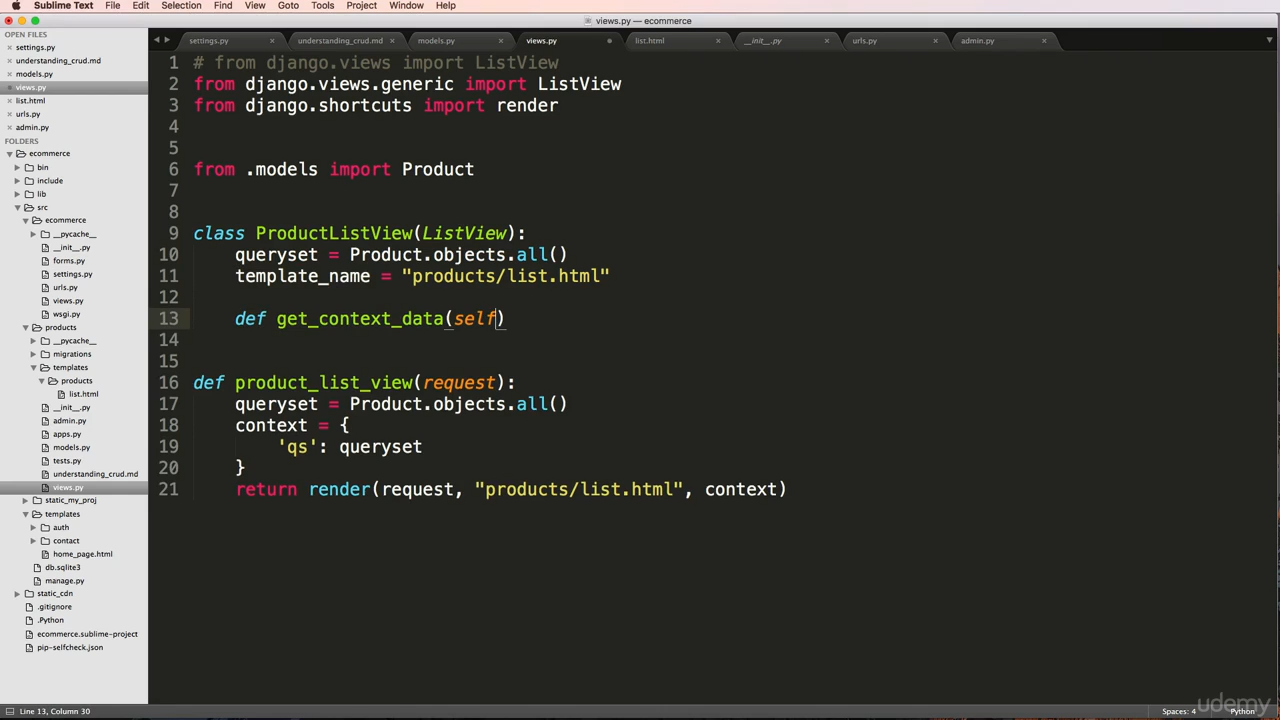 Sublime Text File Edit Selection Find View Goto Tools Project Window Help
views.py — ecommerce
OPEN FILES
settings.py
understanding_crud.md
models.py
views.py
list.html
urls.py
admin.py
FOLDERS
ecommerce
bin
include
lib
src
ecommerce
__pycache__
__init__.py
forms.py
settings.py
urls.py
views.py
wsgi.py
products
__pycache__
migrations
templates
products
list.html
__init__.py
admin.py
apps.py
models.py
tests.py
understanding_crud.md
views.py
static_my_proj
templates
auth
contact
home_page.html
db.sqlite3
manage.py
static_cdn
.gitignore
.Python
ecommerce.sublime-project
pip-selfcheck.json
settings.py understanding_crud.md models.py views.py list.html __init__.py urls.py admin.py
1 # from django.views import ListView
2 from django.views.generic import ListView
3 from django.shortcuts import render
4
5
6 from .models import Product
7
8
9 class ProductListView(ListView):
10 queryset = Product.objects.all()
11 template_name = "products/list.html"
12
13 def get_context_data(self)
14
15
16 def product_list_view(request):
17 queryset = Product.objects.all()
18 context = {
19 'qs': queryset
20 }
21 return render(request, "products/list.html", context)
Line 13, Column 30 Spaces: 4 Python
udemy